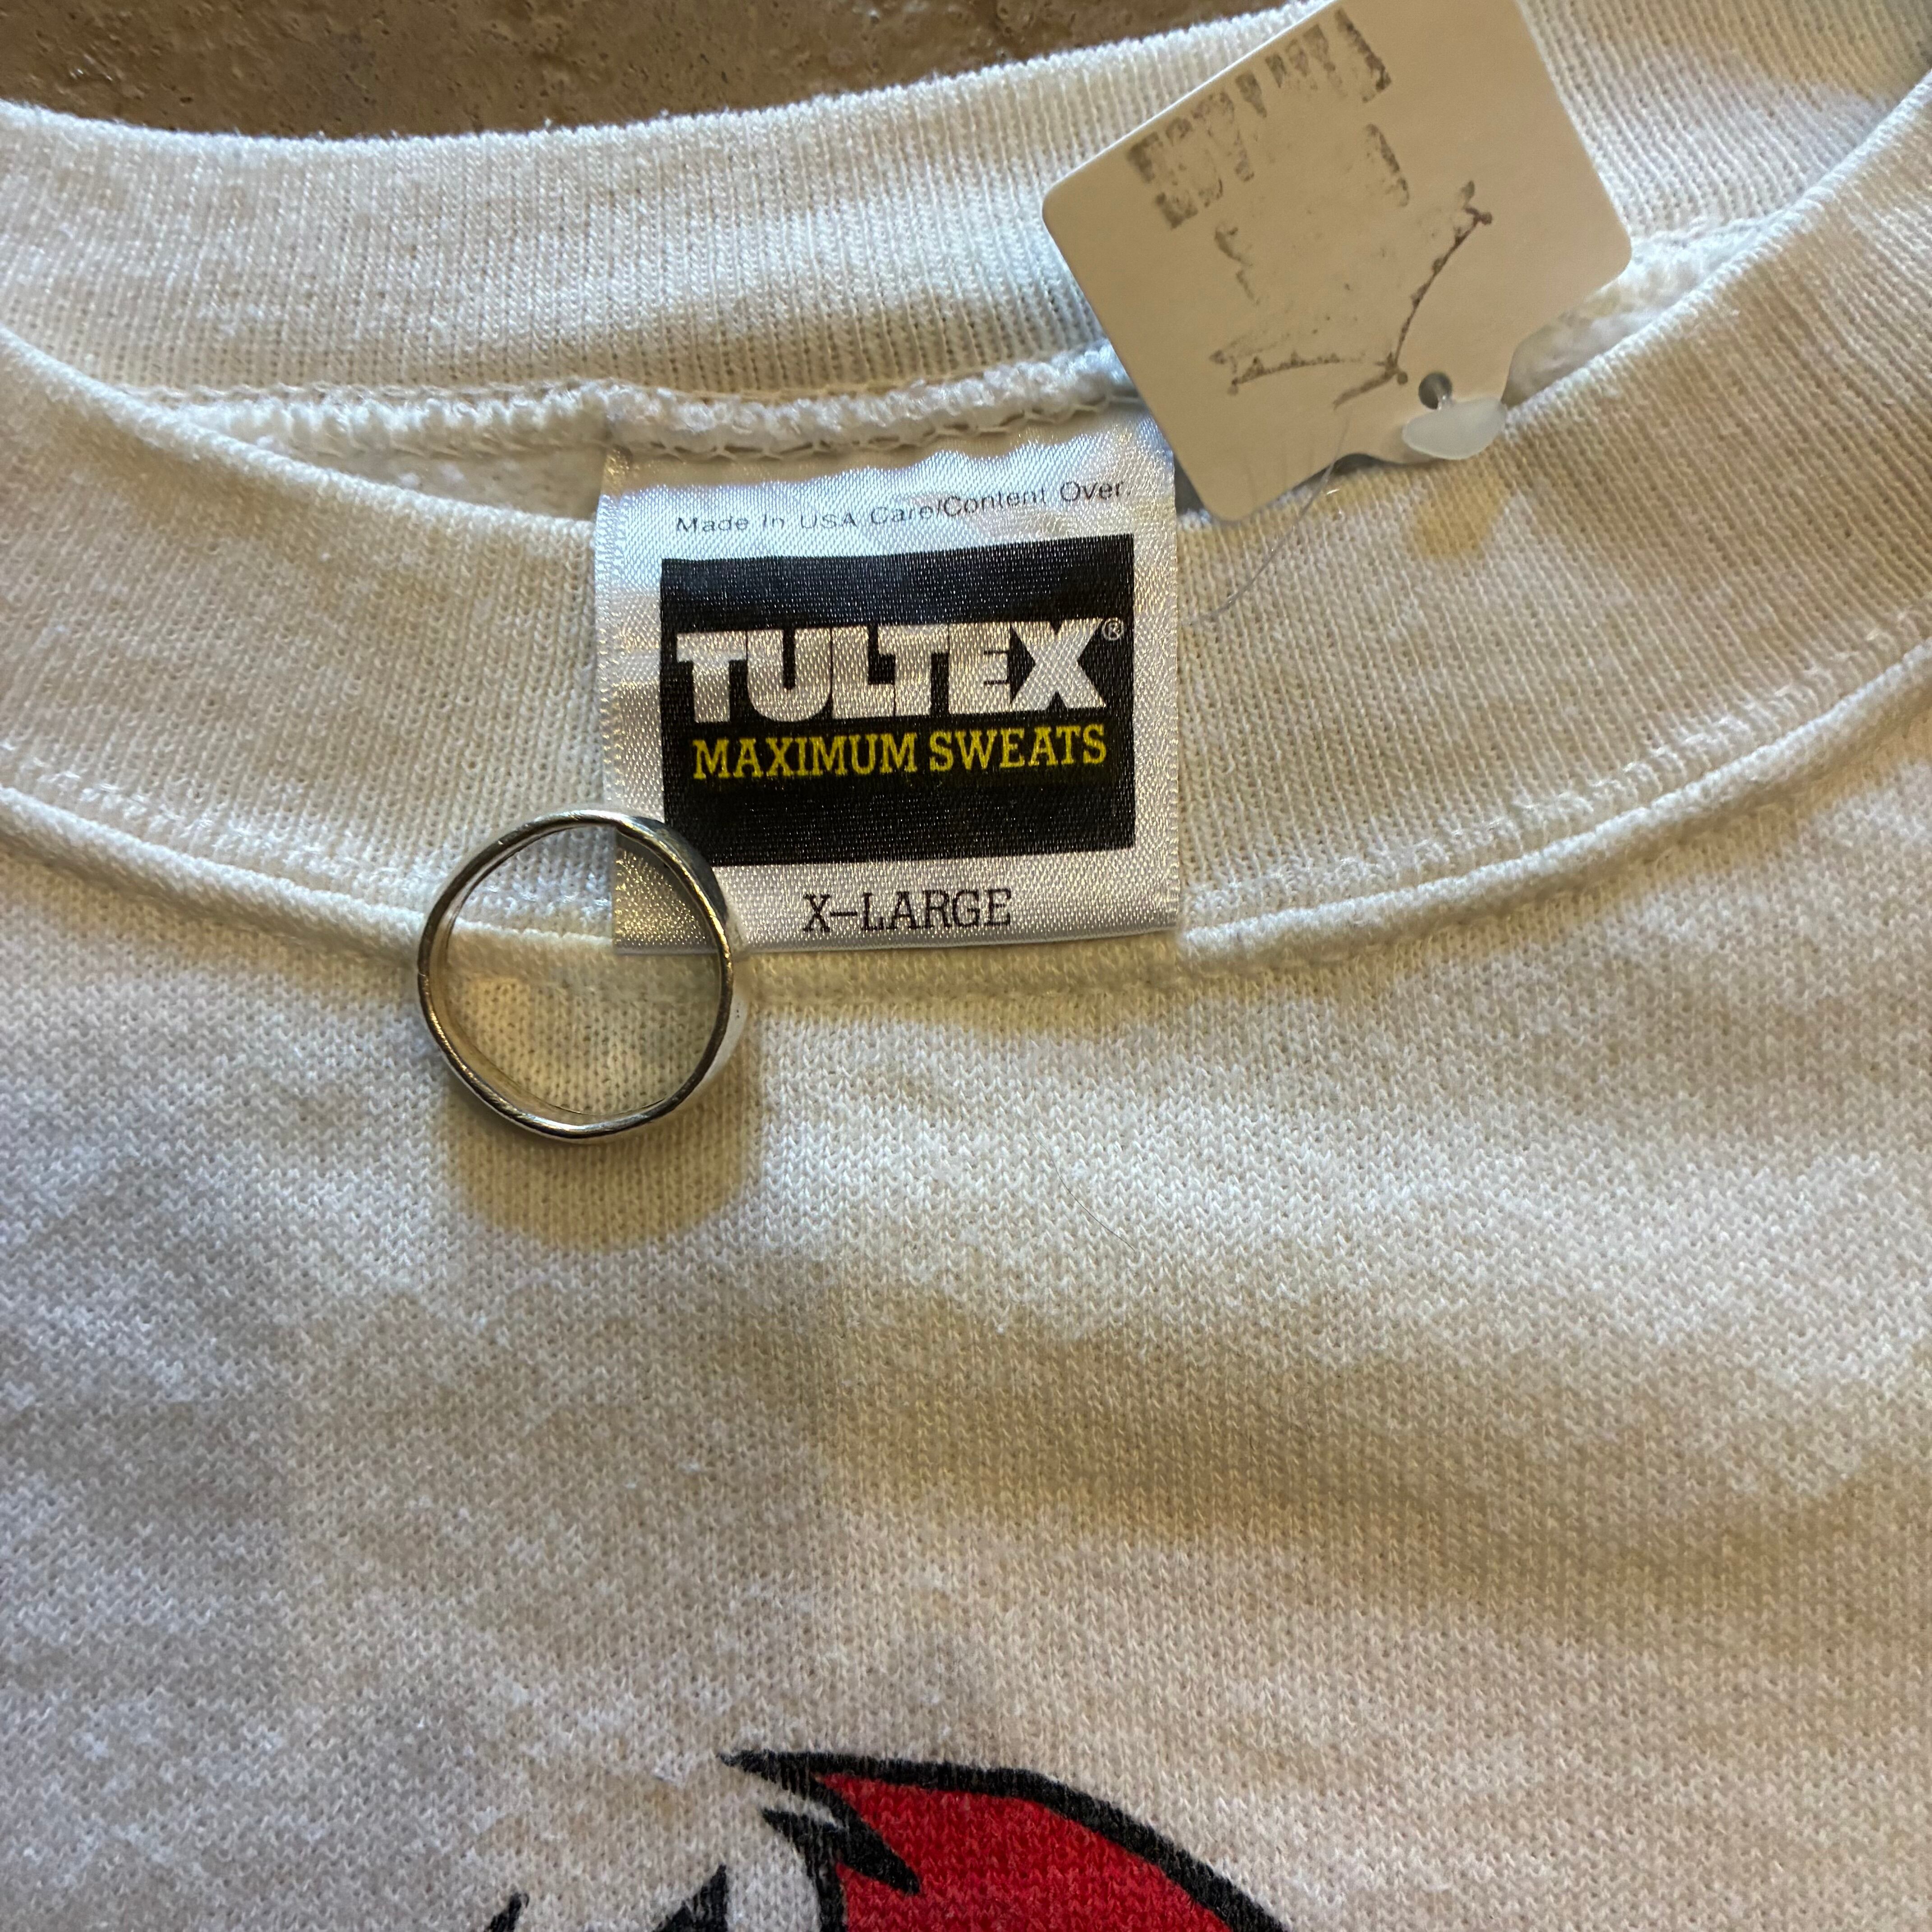 Made In USA Care/Content Over
TULTEX®
MAXIMUM SWEATS
X-LARGE